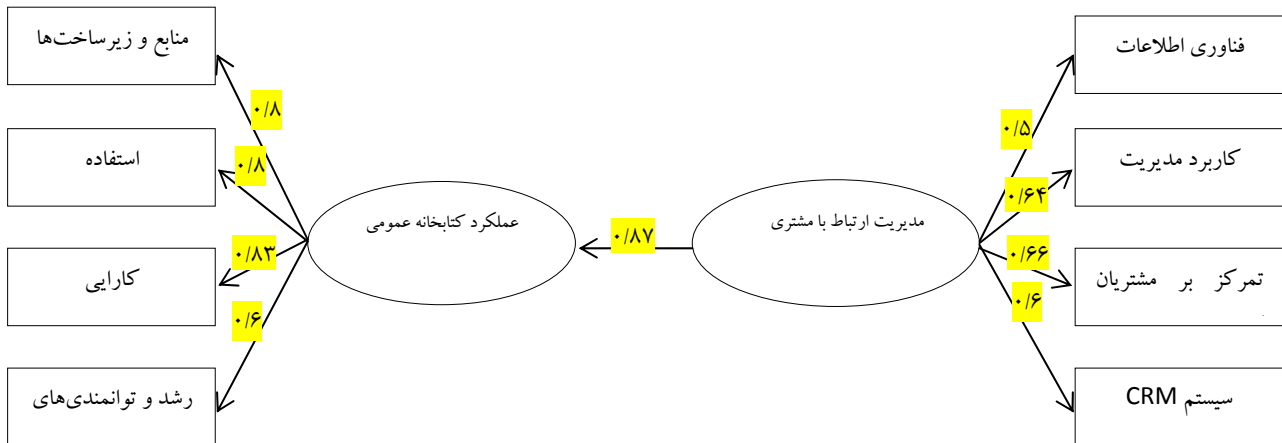 فناوری اطلاعات
کاربرد مدیریت
تمرکز بر مشتریان
سیستم CRM
۰/۵
۰/۶۴
۰/۶۶
۰/۶
مدیریت ارتباط با مشتری
۰/۸۷
عملکرد کتابخانه عمومی
۰/۸
۰/۸
۰/۸۳
۰/۶
منابع و زیرساخت‌ها
استفاده
کارایی
رشد و توانمندی‌های